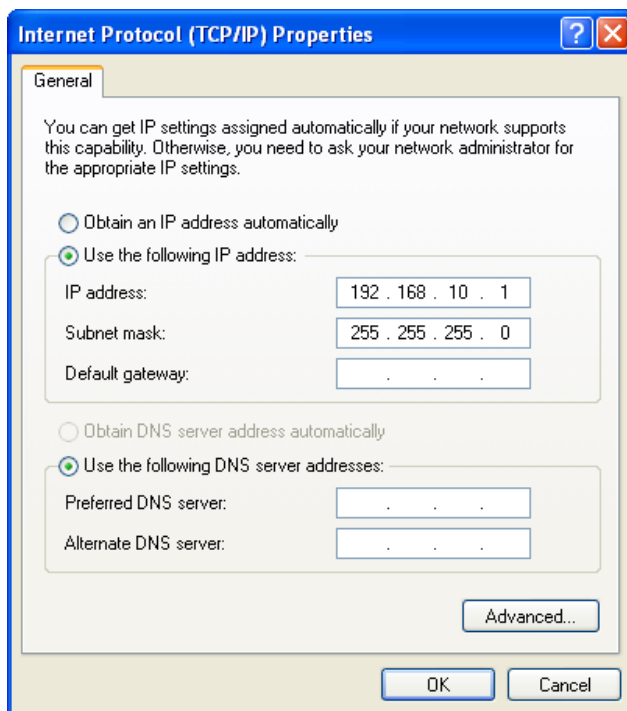 Internet Protocol (TCP/IP) Properties
General
You can get IP settings assigned automatically if your network supports
this capability. Otherwise, you need to ask your network administrator for
the appropriate IP settings.
Obtain an IP address automatically
Use the following IP address:
IP address: 192 . 168 . 10 . 1
Subnet mask: 255 . 255 . 255 . 0
Default gateway: . . .
Obtain DNS server address automatically
Use the following DNS server addresses:
Preferred DNS server: . . .
Alternate DNS server: . . .
Advanced...
OK Cancel